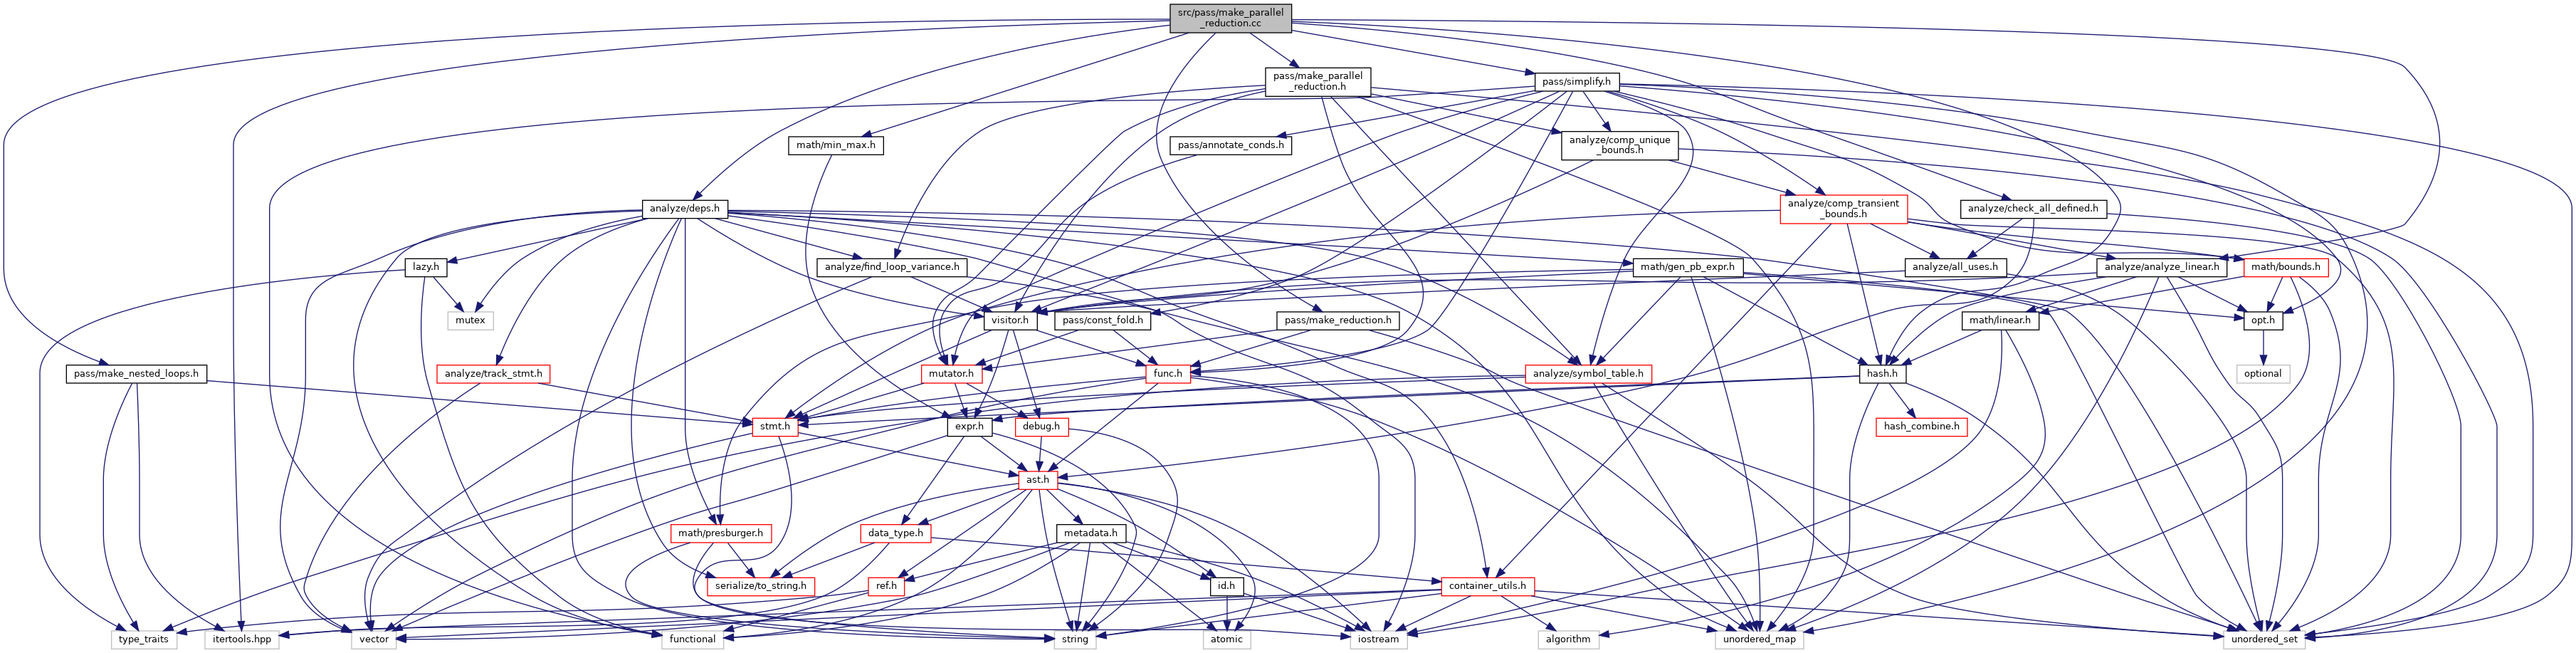 src/pass/make_parallel
_reduction.cc
pass/make_parallel
_reduction.h
pass/simplify.h
math/min_max.h
pass/annotate_conds.h
analyze/comp_unique
_bounds.h
analyze/deps.h
analyze/comp_transient
_bounds.h
analyze/check_all_defined.h
lazy.h
analyze/find_loop_variance.h
math/gen_pb_expr.h
analyze/all_uses.h
analyze/analyze_linear.h
math/bounds.h
mutex
visitor.h
pass/const_fold.h
pass/make_reduction.h
math/linear.h
opt.h
pass/make_nested_loops.h
analyze/track_stmt.h
mutator.h
func.h
analyze/symbol_table.h
hash.h
optional
stmt.h
expr.h
debug.h
hash_combine.h
ast.h
math/presburger.h
data_type.h
metadata.h
serialize/to_string.h
ref.h
id.h
container_utils.h
type_traits
itertools.hpp
vector
functional
string
atomic
iostream
algorithm
unordered_map
unordered_set